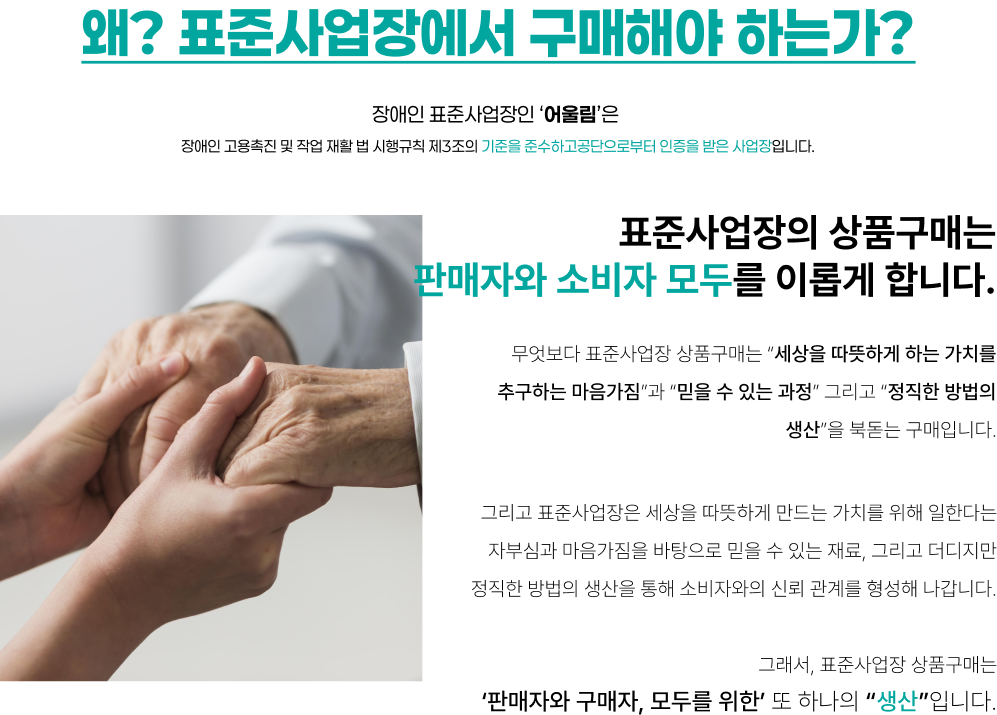 왜? 표준사업장에서 구매해야 하는가?
장애인 표준사업장인 ‘어울림’은
장애인 고용촉진 및 작업 재활 법 시행규칙 제3조의 기준을 준수하고공단으로부터 인증을 받은 사업장입니다.
표준사업장의 상품구매는
판매자와 소비자 모두를 이롭게 합니다.
무엇보다 표준사업장 상품구매는 “세상을 따뜻하게 하는 가치를
추구하는 마음가짐”과 “믿을 수 있는 과정” 그리고 “정직한 방법의
생산”을 북돋는 구매입니다.
그리고 표준사업장은 세상을 따뜻하게 만드는 가치를 위해 일한다는
자부심과 마음가짐을 바탕으로 믿을 수 있는 재료, 그리고 더디지만
정직한 방법의 생산을 통해 소비자와의 신뢰 관계를 형성해 나갑니다.
그래서, 표준사업장 상품구매는
‘판매자와 구매자, 모두를 위한’ 또 하나의 “생산”입니다.